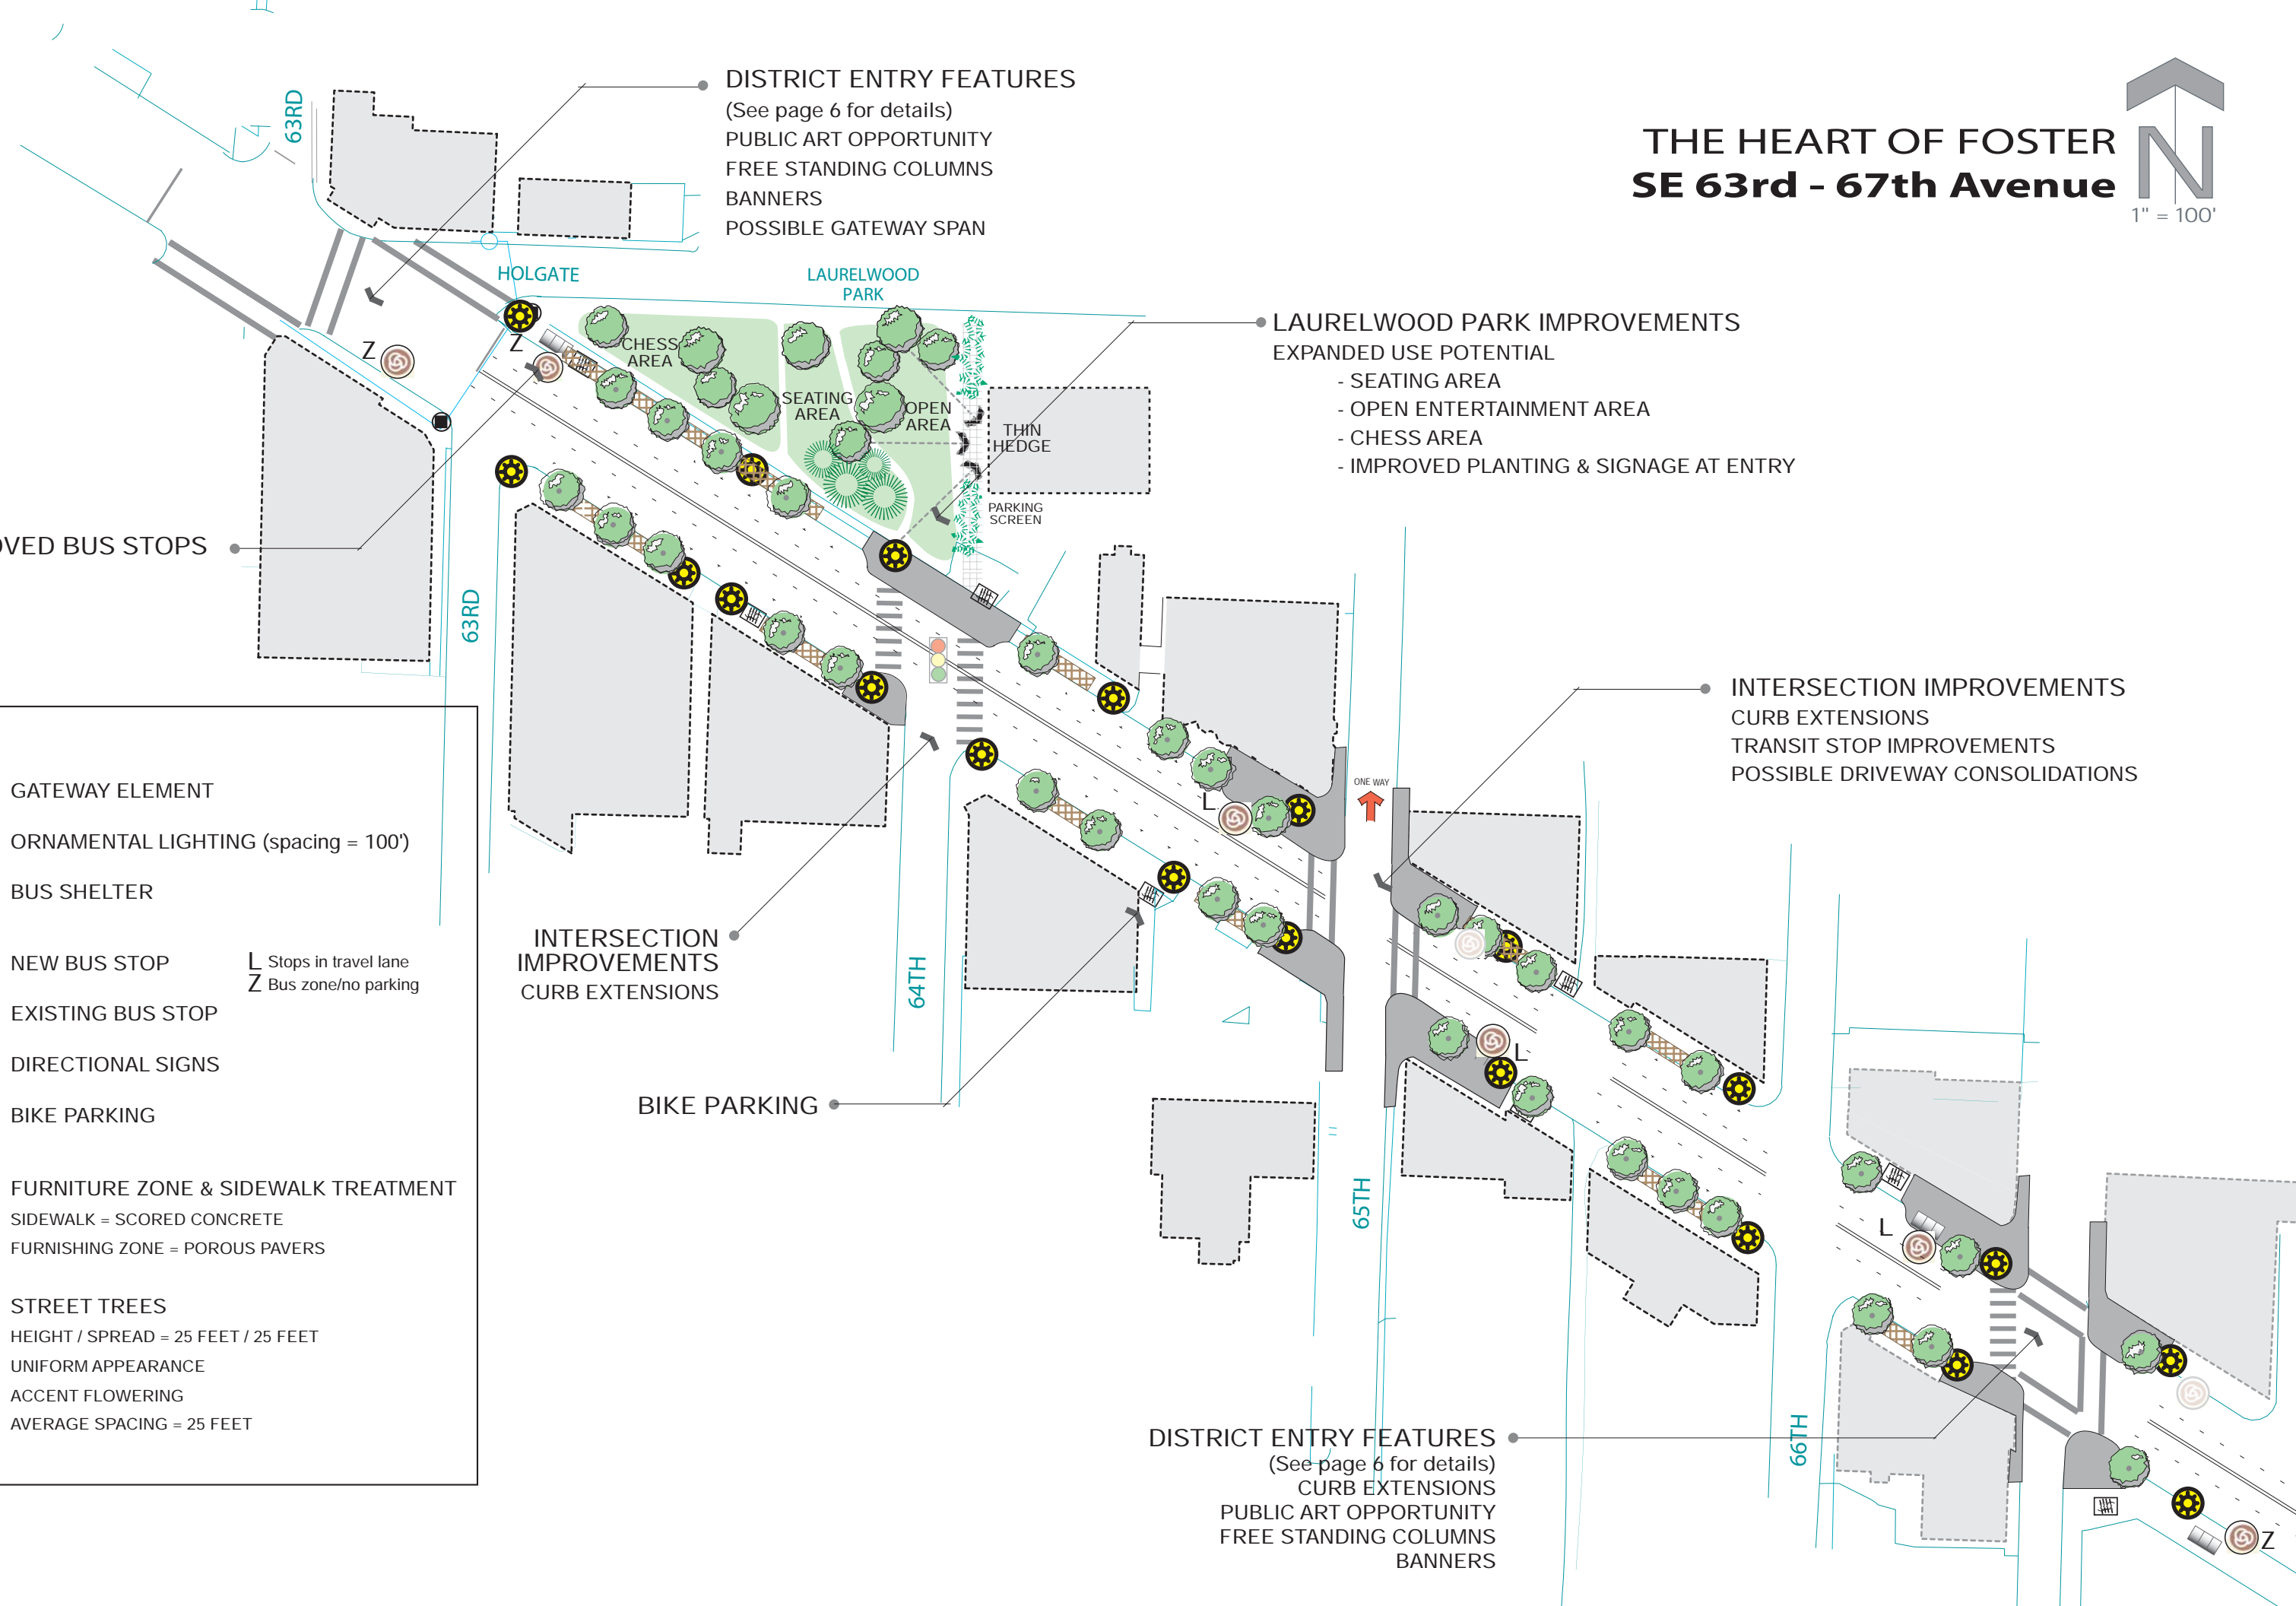 THE HEART OF FOSTER
SE 63rd - 67th Avenue
N
1" = 100'
DISTRICT ENTRY FEATURES
(See page 6 for details)
PUBLIC ART OPPORTUNITY
FREE STANDING COLUMNS
BANNERS
POSSIBLE GATEWAY SPAN
63RD
HOLGATE
LAURELWOOD
PARK
Z
Z
CHESS
AREA
SEATING
AREA
OPEN
AREA
THIN
HEDGE
PARKING
SCREEN
LAURELWOOD PARK IMPROVEMENTS
EXPANDED USE POTENTIAL
- SEATING AREA
- OPEN ENTERTAINMENT AREA
- CHESS AREA
- IMPROVED PLANTING & SIGNAGE AT ENTRY
OVED BUS STOPS
63RD
INTERSECTION IMPROVEMENTS
CURB EXTENSIONS
TRANSIT STOP IMPROVEMENTS
POSSIBLE DRIVEWAY CONSOLIDATIONS
ONE WAY
L
GATEWAY ELEMENT
ORNAMENTAL LIGHTING (spacing = 100')
BUS SHELTER
NEW BUS STOP
L Stops in travel lane
Z Bus zone/no parking
EXISTING BUS STOP
DIRECTIONAL SIGNS
BIKE PARKING
FURNITURE ZONE & SIDEWALK TREATMENT
SIDEWALK = SCORED CONCRETE
FURNISHING ZONE = POROUS PAVERS
STREET TREES
HEIGHT / SPREAD = 25 FEET / 25 FEET
UNIFORM APPEARANCE
ACCENT FLOWERING
AVERAGE SPACING = 25 FEET
INTERSECTION
IMPROVEMENTS
CURB EXTENSIONS
64TH
BIKE PARKING
L
65TH
L
66TH
DISTRICT ENTRY FEATURES
(See page 6 for details)
CURB EXTENSIONS
PUBLIC ART OPPORTUNITY
FREE STANDING COLUMNS
BANNERS
Z